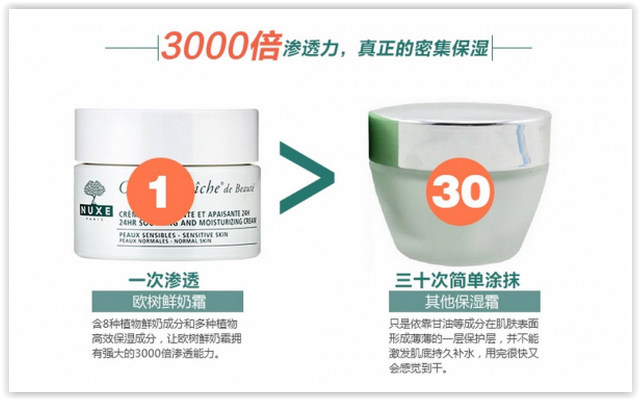 3000倍渗透力，真正的密集保湿
1
>
30
de Beauté
NUXE
PARIS
ET APAISANTE 24H
24HR
AND MOISTURIZING CREAM
PEAUX SENSIBLES - SENSITIVE SKIN
PEAUX NORMALES - NORMAL SKIN
一次渗透
欧树鲜奶霜
含8种植物鲜奶成分和多种植物
高效保湿成分，让欧树鲜奶霜拥
有强大的3000倍渗透能力。
三十次简单涂抹
其他保湿霜
只是依靠甘油等成分在肌肤表面
形成薄薄的一层保护层，并不能
激发肌底持久补水，用完很快又
会感觉到干。